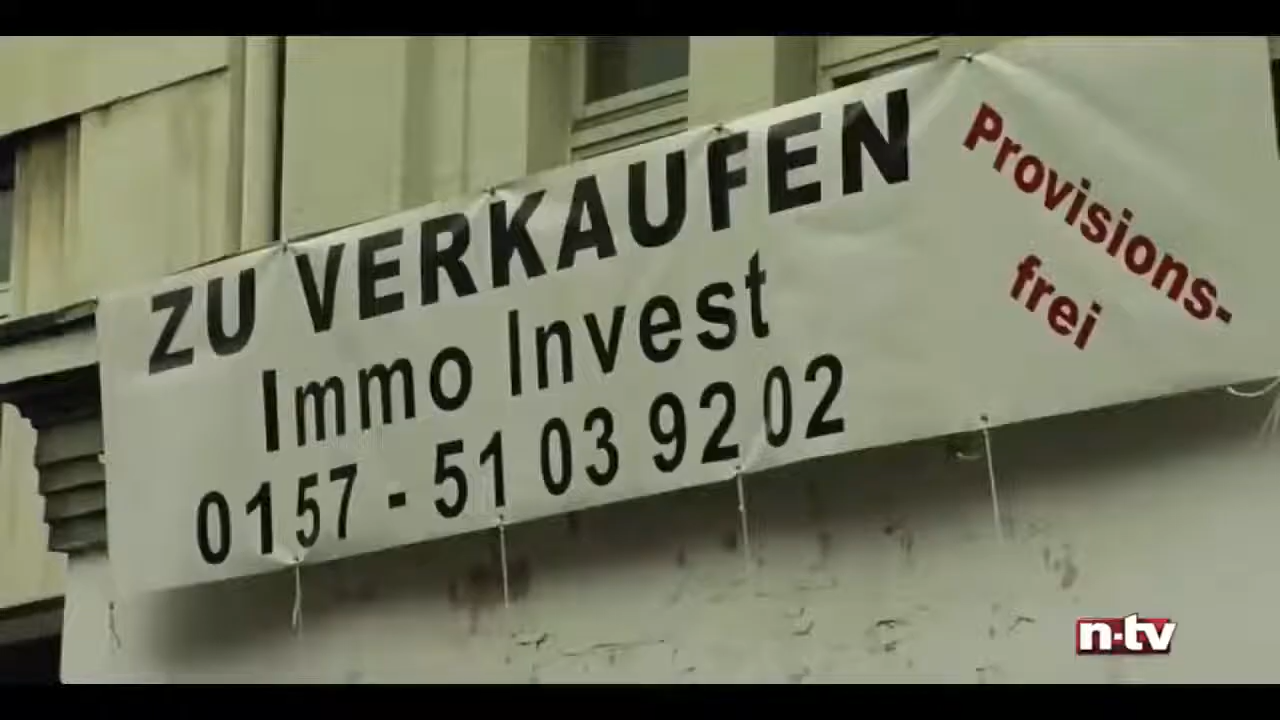 ZU VERKAUFEN
Immo Invest
0157 - 51 03 92 02
Provisions-
frei
n-tv